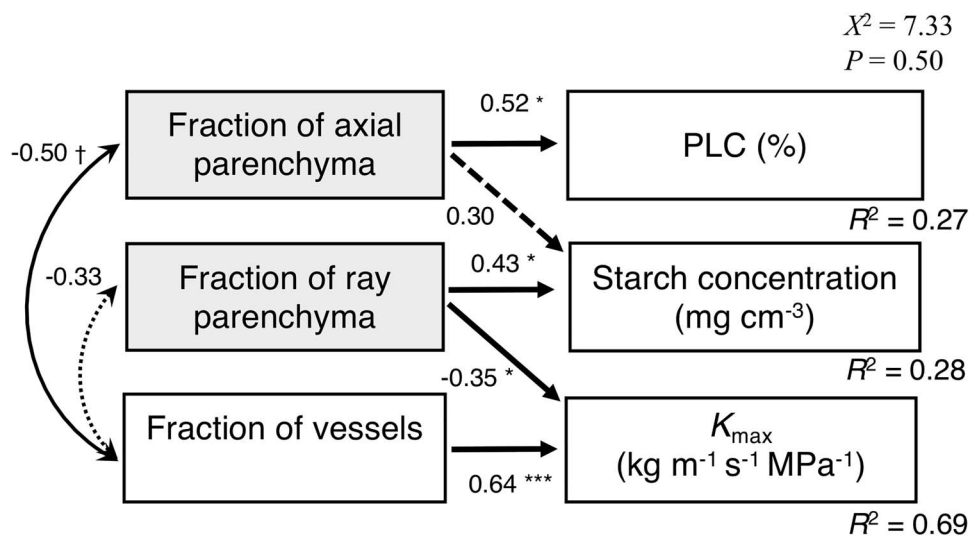 X² = 7.33
P = 0.50
0.52 *
Fraction of axial
parenchyma
PLC (%)
-0.50 †
R² = 0.27
0.30
-0.33
0.43 *
Fraction of ray
parenchyma
Starch concentration
(mg cm⁻³)
R² = 0.28
-0.35 *
Fraction of vessels
Kmax
(kg m⁻¹ s⁻¹ MPa⁻¹)
0.64 ***
R² = 0.69